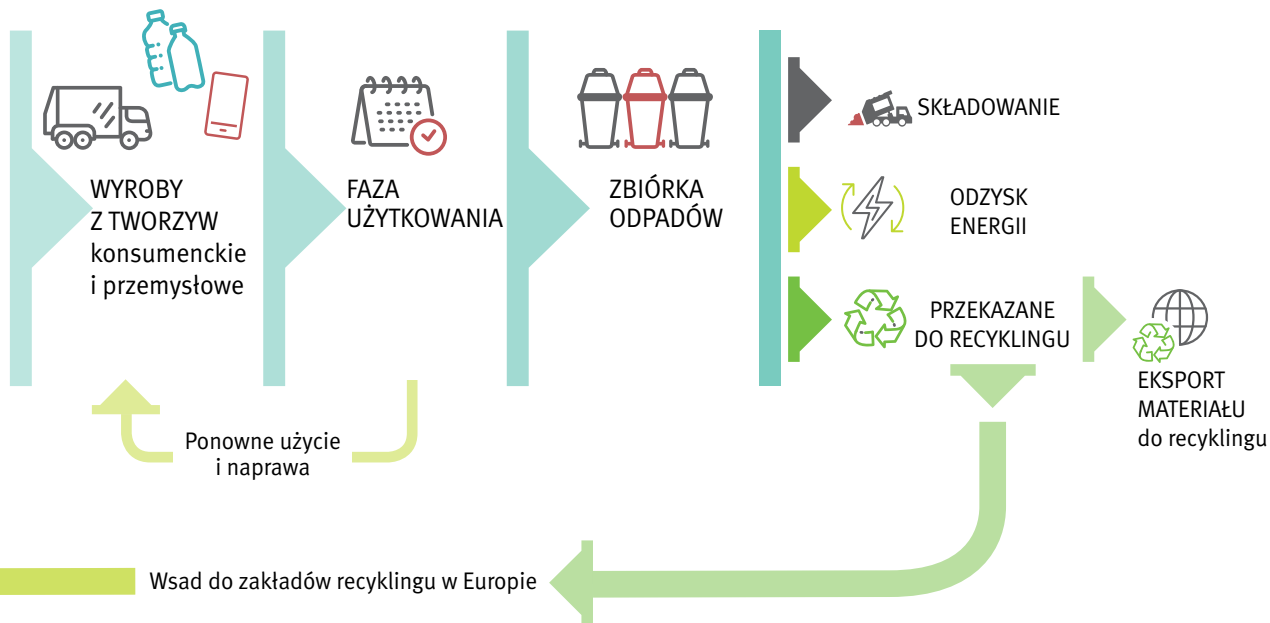 WYROBY
Z TWORZYW
konsumenckie
i przemysłowe
FAZA
UŻYTKOWANIA
ZBIÓRKA
ODPADÓW
SKŁADOWANIE
ODZYSK
ENERGII
PRZEKAZANE
DO RECYKLINGU
EKSPORT
MATERIAŁU
do recyklingu
Ponowne użycie
i naprawa
Wsad do zakładów recyklingu w Europie